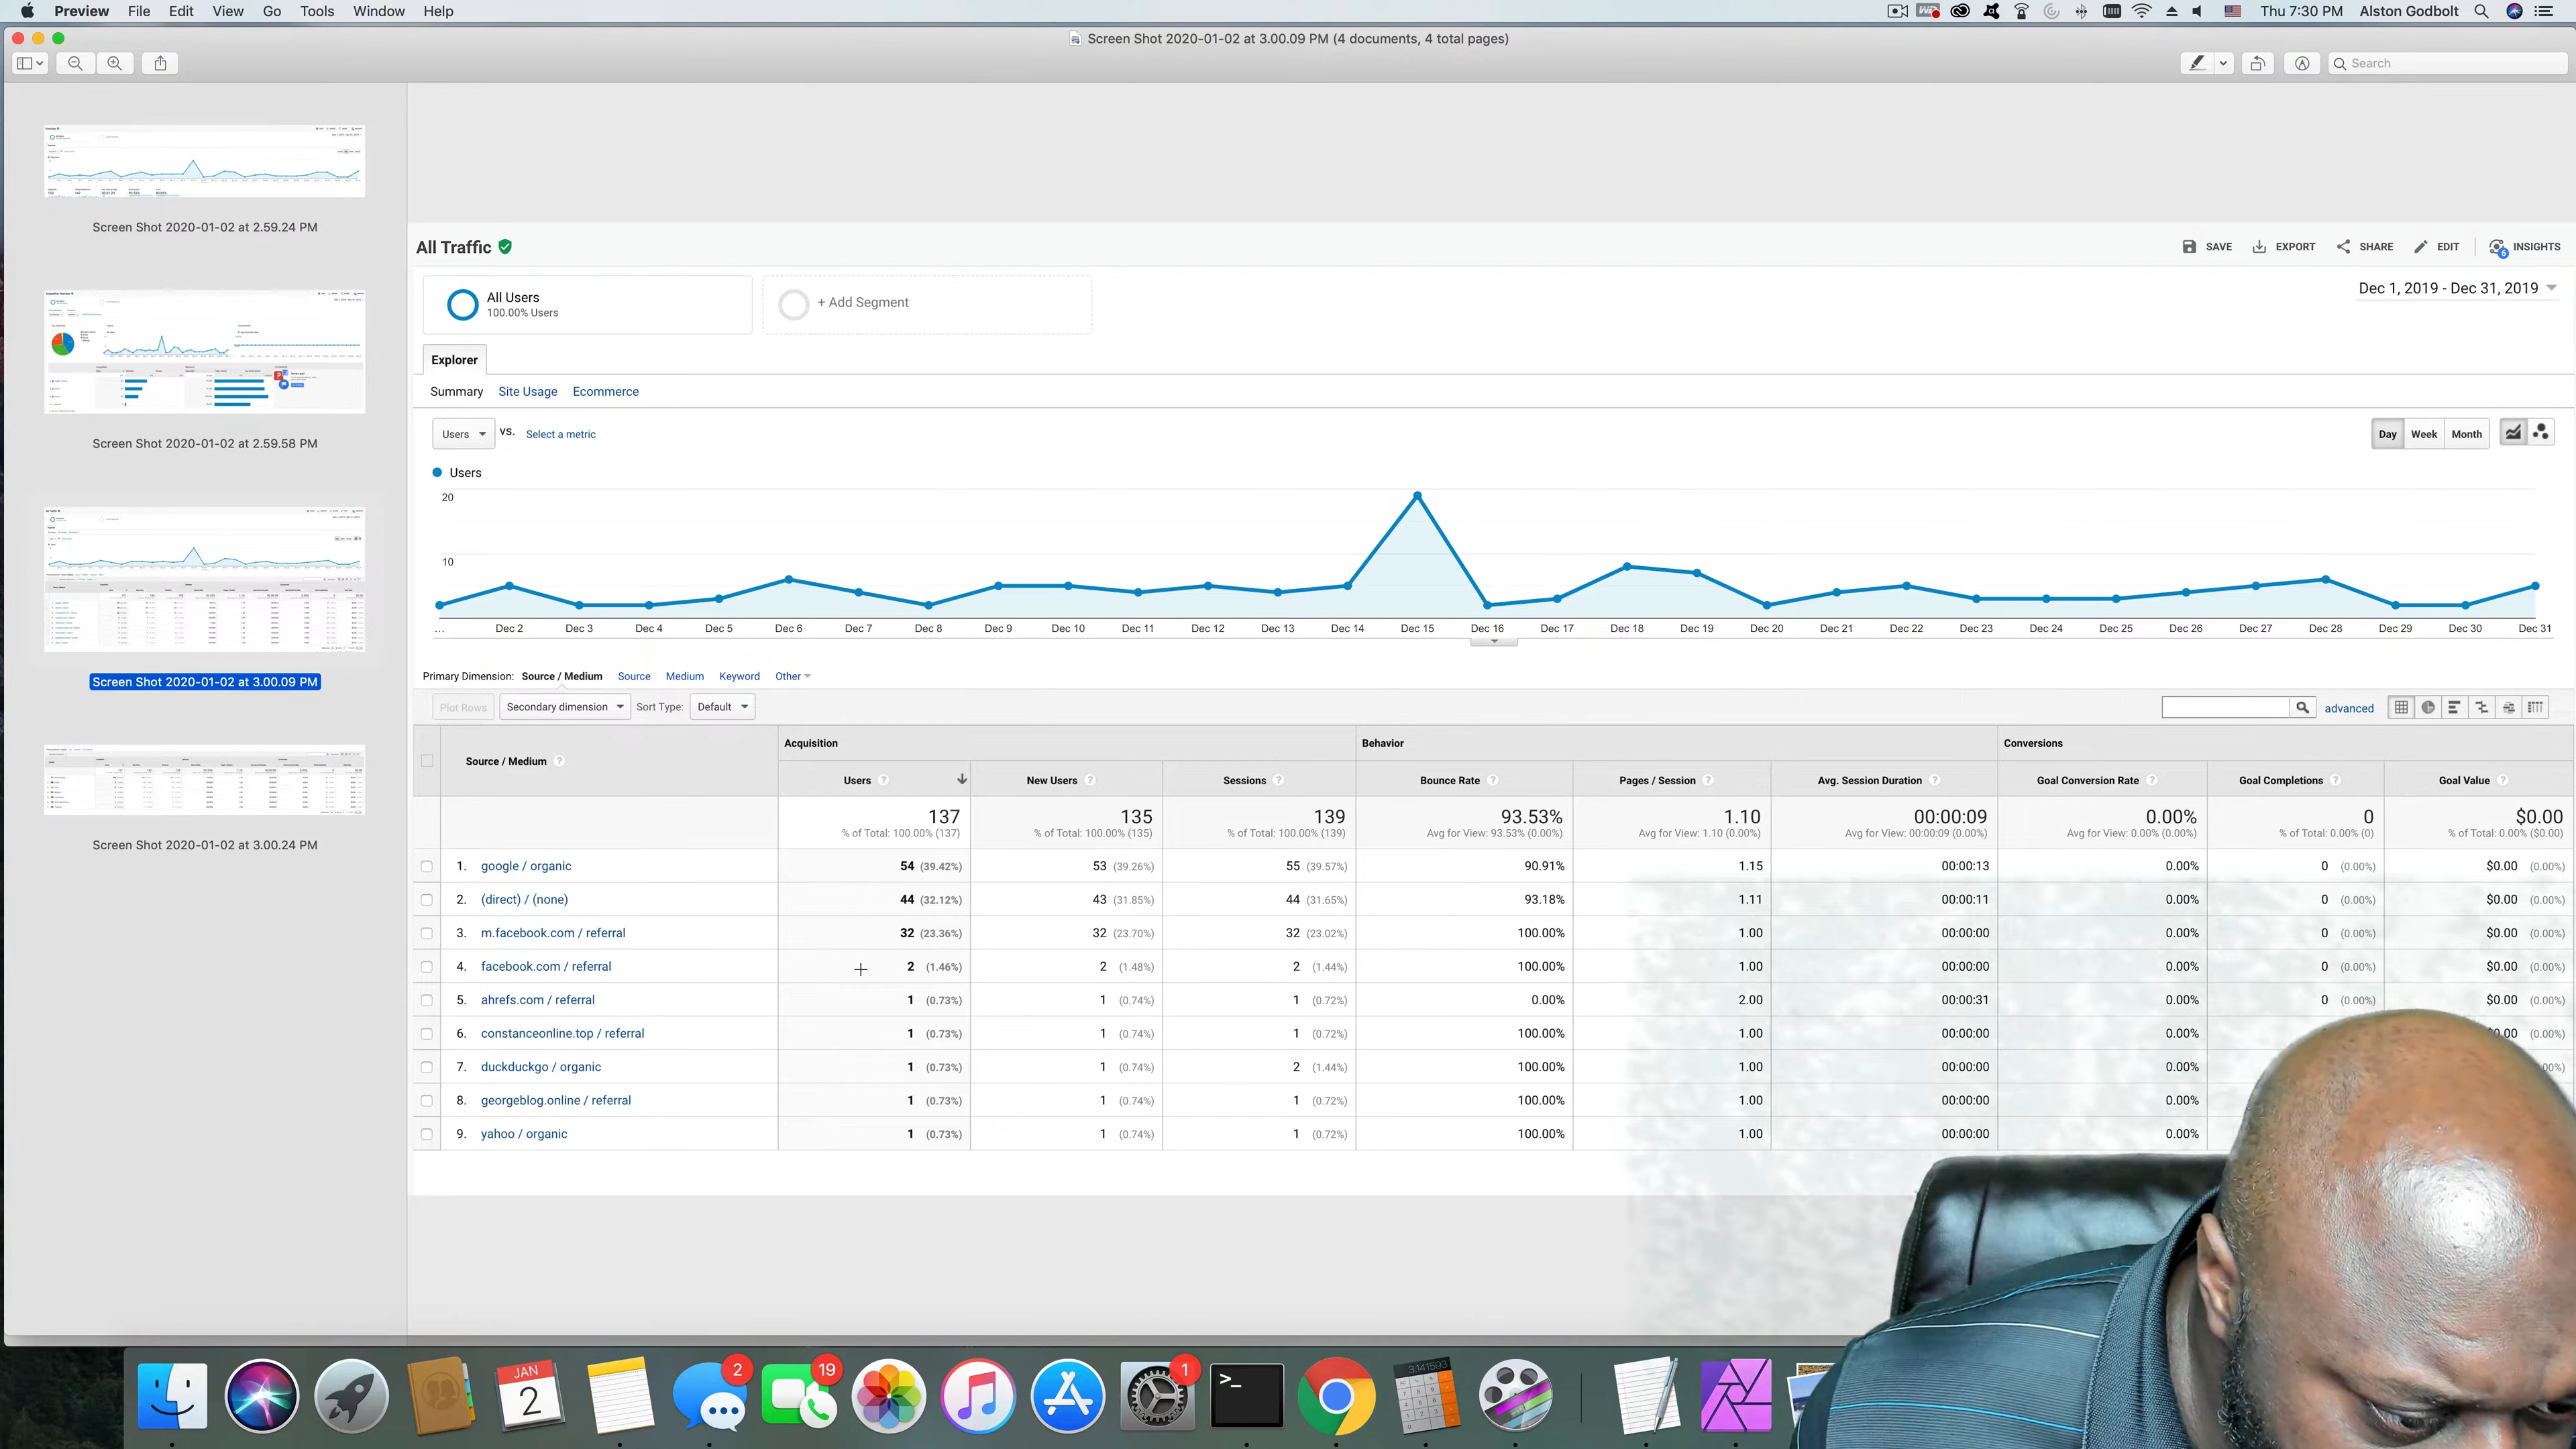 Preview File Edit View Go Tools Window Help
Thu 7:30 PM Alston Godbolt
Screen Shot 2020-01-02 at 3.00.09 PM (4 documents, 4 total pages)
Search
Screen Shot 2020-01-02 at 2.59.24 PM
Screen Shot 2020-01-02 at 2.59.58 PM
Screen Shot 2020-01-02 at 3.00.09 PM
Screen Shot 2020-01-02 at 3.00.24 PM
All Traffic
SAVE EXPORT SHARE EDIT INSIGHTS
6
All Users
100.00% Users
+ Add Segment
Dec 1, 2019 - Dec 31, 2019
Explorer
Summary Site Usage Ecommerce
Users vs. Select a metric
Day Week Month
Users
20
10
... Dec 2 Dec 3 Dec 4 Dec 5 Dec 6 Dec 7 Dec 8 Dec 9 Dec 10 Dec 11 Dec 12 Dec 13 Dec 14 Dec 15 Dec 16 Dec 17 Dec 18 Dec 19 Dec 20 Dec 21 Dec 22 Dec 23 Dec 24 Dec 25 Dec 26 Dec 27 Dec 28 Dec 29 Dec 30 Dec 31
Primary Dimension: Source / Medium Source Medium Keyword Other
Plot Rows Secondary dimension Sort Type: Default
advanced
Acquisition Behavior Conversions
Source / Medium ?
Users ? New Users ? Sessions ? Bounce Rate ? Pages / Session ? Avg. Session Duration ? Goal Conversion Rate ? Goal Completions ? Goal Value ?
137 135 139 93.53% 1.10 00:00:09 0.00% 0 $0.00
% of Total: 100.00% (137) % of Total: 100.00% (135) % of Total: 100.00% (139) Avg for View: 93.53% (0.00%) Avg for View: 1.10 (0.00%) Avg for View: 00:00:09 (0.00%) Avg for View: 0.00% (0.00%) % of Total: 0.00% (0) % of Total: 0.00% ($0.00)
1. google / organic 54 (39.42%) 53 (39.26%) 55 (39.57%) 90.91% 1.15 00:00:13 0.00% 0 (0.00%) $0.00 (0.00%)
2. (direct) / (none) 44 (32.12%) 43 (31.85%) 44 (31.65%) 93.18% 1.11 00:00:11 0.00% 0 (0.00%) $0.00 (0.00%)
3. m.facebook.com / referral 32 (23.36%) 32 (23.70%) 32 (23.02%) 100.00% 1.00 00:00:00 0.00% 0 (0.00%) $0.00 (0.00%)
4. facebook.com / referral 2 (1.46%) 2 (1.48%) 2 (1.44%) 100.00% 1.00 00:00:00 0.00% 0 (0.00%) $0.00 (0.00%)
5. ahrefs.com / referral 1 (0.73%) 1 (0.74%) 1 (0.72%) 0.00% 2.00 00:00:31 0.00% 0 (0.00%) $0.00 (0.00%)
6. constanceonline.top / referral 1 (0.73%) 1 (0.74%) 1 (0.72%) 100.00% 1.00 00:00:00 0.00% (0.00%)
7. duckduckgo / organic 1 (0.73%) 1 (0.74%) 2 (1.44%) 100.00% 1.00 00:00:00 0.00%
8. georgeblog.online / referral 1 (0.73%) 1 (0.74%) 1 (0.72%) 100.00% 1.00 00:00:00 0.00%
9. yahoo / organic 1 (0.73%) 1 (0.74%) 1 (0.72%) 100.00% 1.00 00:00:00 0.00%
2
19
1
JAN
2
>_
3.141593